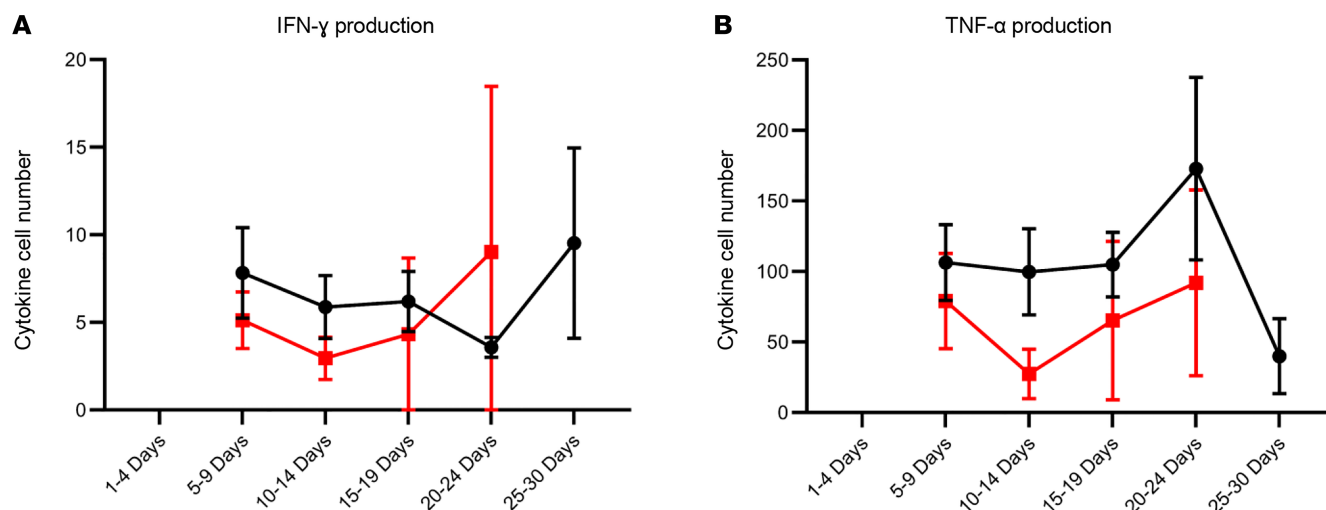 A
IFN-ɣ production
Cytokine cell number
20
15
10
5
0
1-4 Days
5-9 Days
10-14 Days
15-19 Days
20-24 Days
25-30 Days
B
TNF-α production
Cytokine cell number
250
200
150
100
50
0
1-4 Days
5-9 Days
10-14 Days
15-19 Days
20-24 Days
25-30 Days